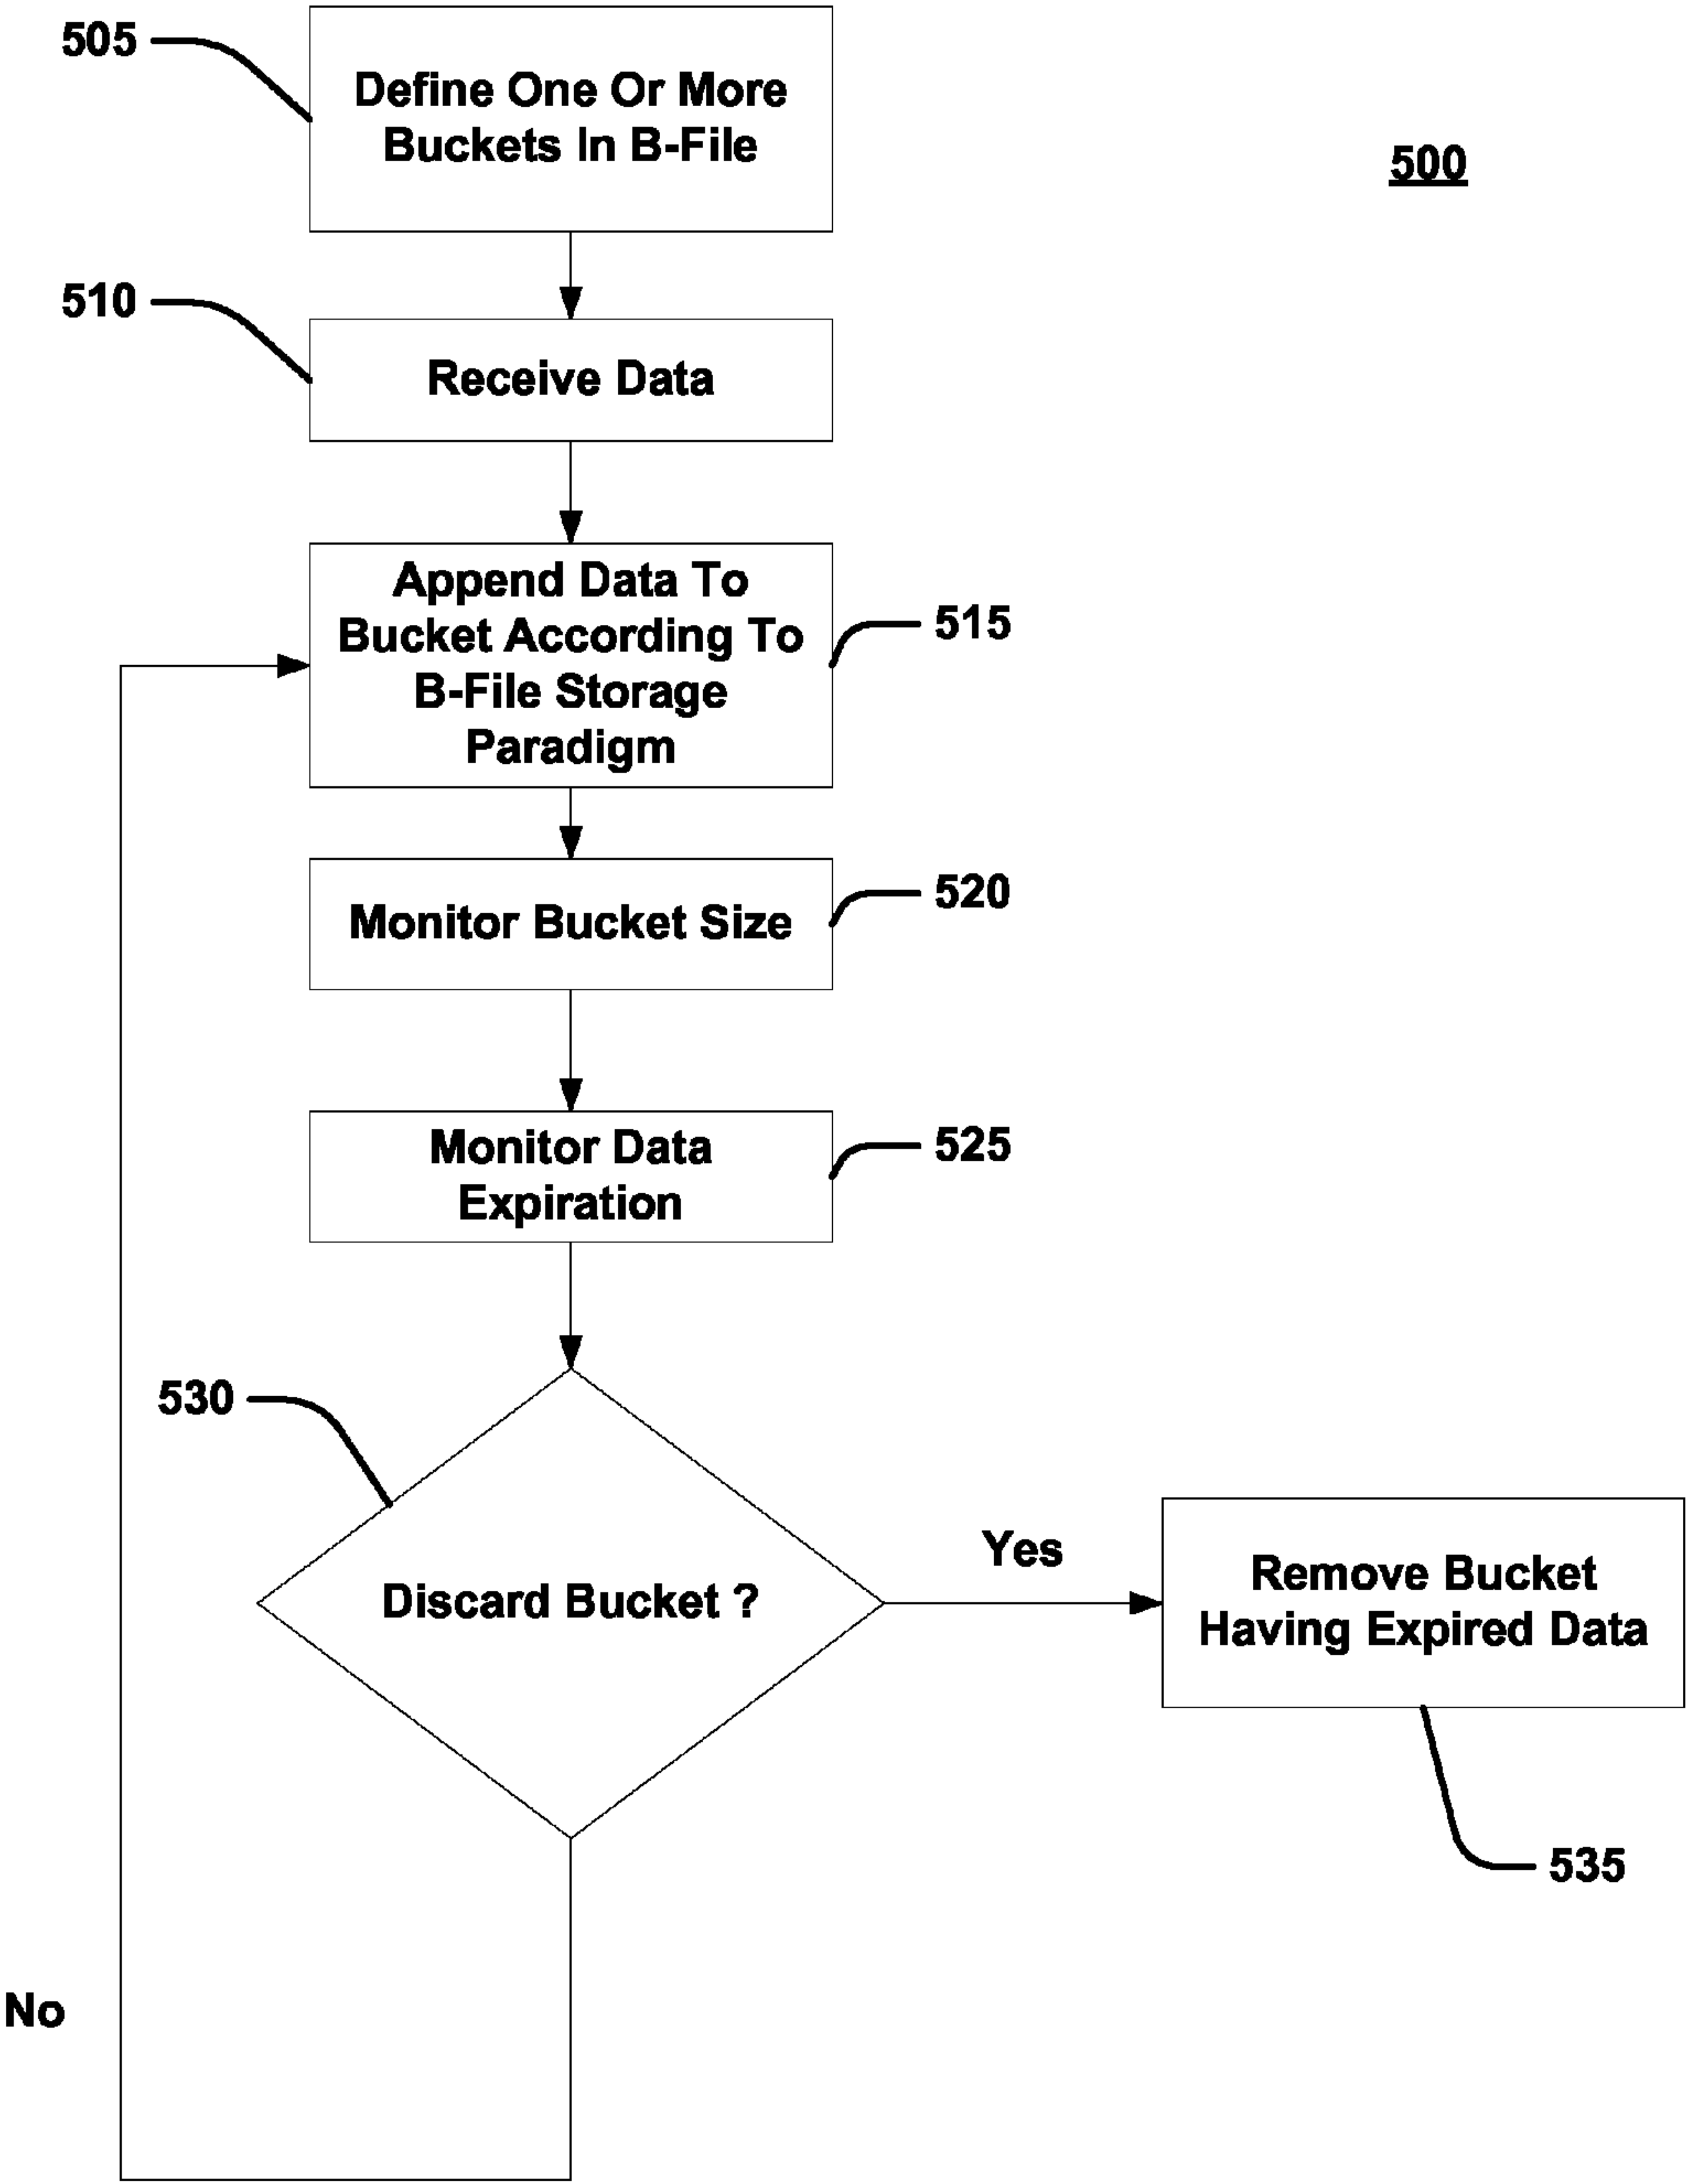 505
Define One Or More
Buckets In B-File
500
510
Receive Data
Append Data To
Bucket According To
B-File Storage
Paradigm
515
Monitor Bucket Size
520
Monitor Data
Expiration
525
530
Discard Bucket ?
Yes
Remove Bucket
Having Expired Data
535
No